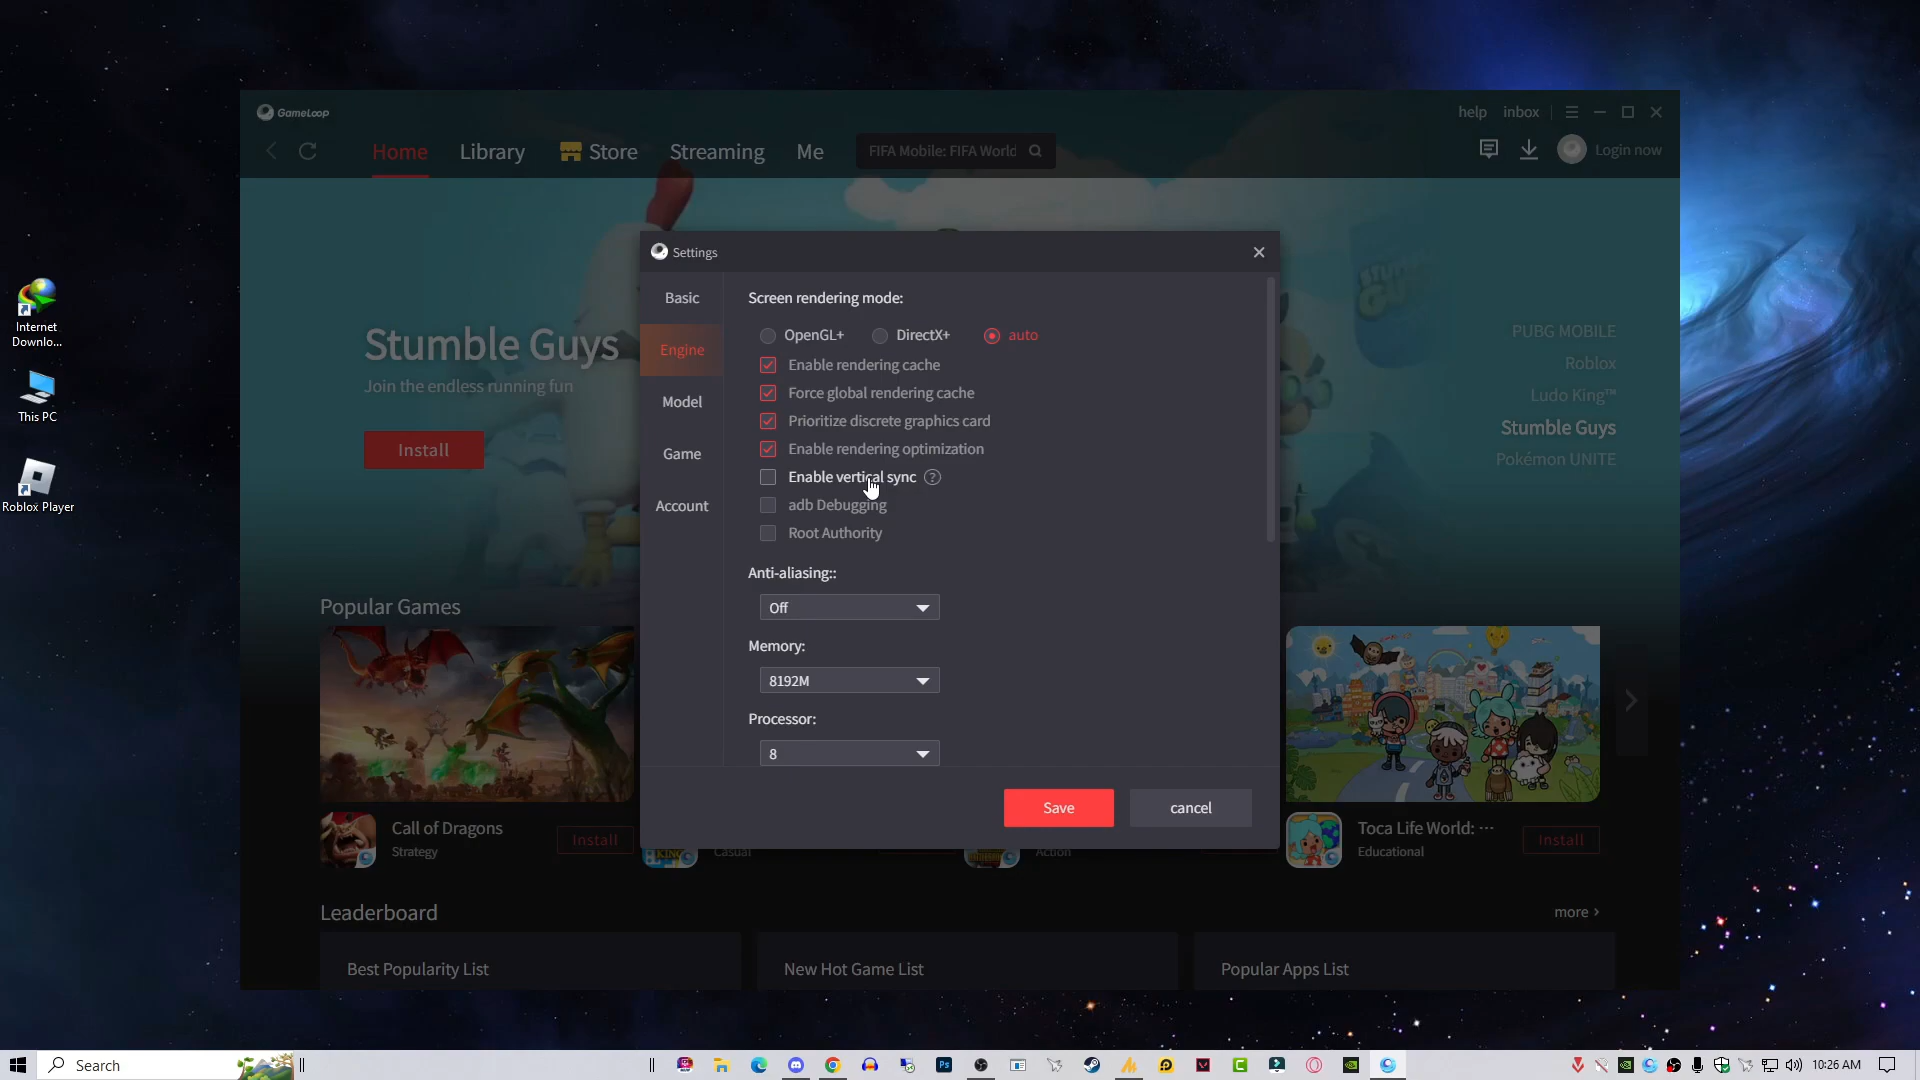 GameLoop
help inbox
Home Library Store Streaming Me
FIFA Mobile: FIFA World
Login now
Internet
Downlo...
This PC
Roblox Player
Stumble Guys
Join the endless running fun
Install
PUBG MOBILE
Roblox
Ludo King™
Stumble Guys
Pokémon UNITE
Settings
Basic
Engine
Model
Game
Account
Screen rendering mode:
OpenGL+ DirectX+ auto
Enable rendering cache
Force global rendering cache
Prioritize discrete graphics card
Enable rendering optimization
Enable vertical sync ?
adb Debugging
Root Authority
Anti-aliasing::
Off
Memory:
8192M
Processor:
8
Save cancel
Popular Games
Call of Dragons
Strategy
Install
KING
Casual
Action
Toca Life World: ···
Educational
Install
Leaderboard
more >
Best Popularity List
New Hot Game List
Popular Apps List
Search
Ps
10:26 AM